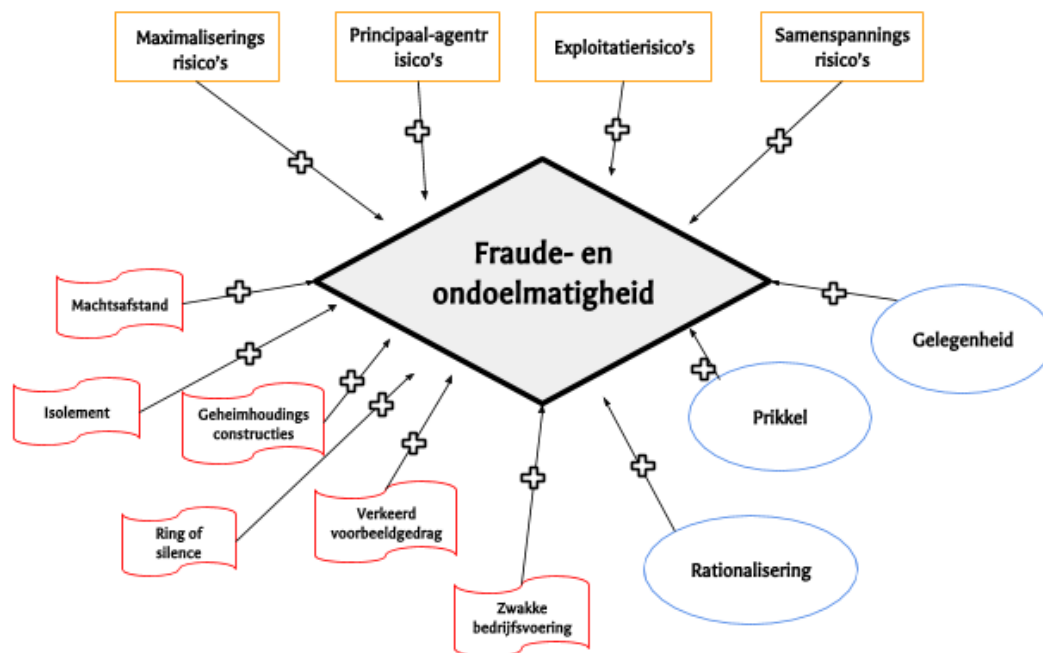 Maximaliserings
risico's
Principaal-agentr
isico's
Exploitatierisico's
Samenspannings
risico's
Fraude- en
ondoelmatigheid
Machtsafstand
Gelegenheid
Isolement
Geheimhoudings
constructies
Prikkel
Ring of
silence
Verkeerd
voorbeeldgedrag
Rationalisering
Zwakke
bedrijfsvoering